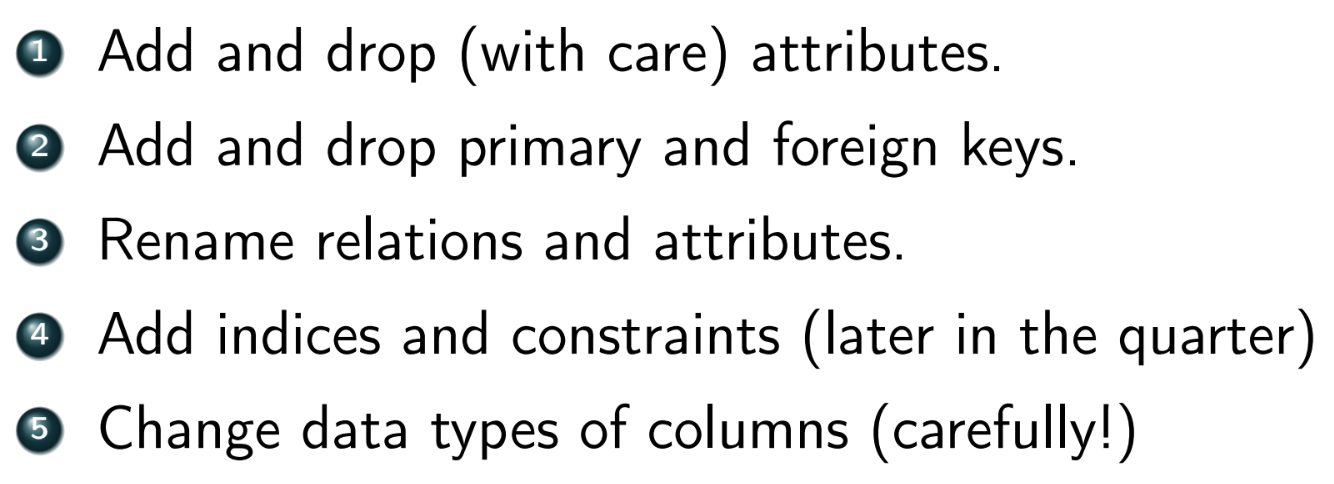 1 Add and drop (with care) attributes.
2 Add and drop primary and foreign keys.
3 Rename relations and attributes.
4 Add indices and constraints (later in the quarter)
5 Change data types of columns (carefully!)